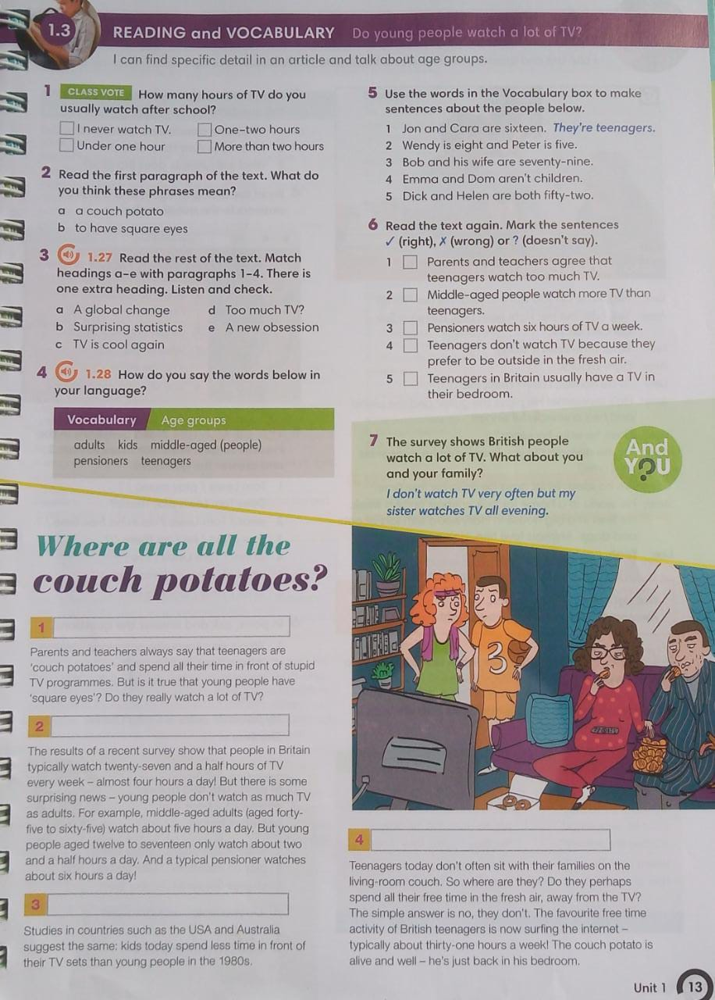 1.3
READING and VOCABULARY Do young people watch a lot of TV?
I can find specific detail in an article and talk about age groups.
1 CLASS VOTE How many hours of TV do you
usually watch after school?
I never watch TV. One–two hours
Under one hour More than two hours
2 Read the first paragraph of the text. What do
you think these phrases mean?
a a couch potato
b to have square eyes
3 1.27 Read the rest of the text. Match
headings a–e with paragraphs 1–4. There is
one extra heading. Listen and check.
a A global change d Too much TV?
b Surprising statistics e A new obsession
c TV is cool again
4 1.28 How do you say the words below in
your language?
Vocabulary Age groups
adults kids middle-aged (people)
pensioners teenagers
5 Use the words in the Vocabulary box to make
sentences about the people below.
1 Jon and Cara are sixteen. They're teenagers.
2 Wendy is eight and Peter is five.
3 Bob and his wife are seventy-nine.
4 Emma and Dom aren't children.
5 Dick and Helen are both fifty-two.
6 Read the text again. Mark the sentences
✓ (right), ✗ (wrong) or ? (doesn't say).
1 Parents and teachers agree that
teenagers watch too much TV.
2 Middle-aged people watch more TV than
teenagers.
3 Pensioners watch six hours of TV a week.
4 Teenagers don't watch TV because they
prefer to be outside in the fresh air.
5 Teenagers in Britain usually have a TV in
their bedroom.
7 The survey shows British people
watch a lot of TV. What about you
and your family?
I don't watch TV very often but my
sister watches TV all evening.
And
YOU
?
Where are all the
couch potatoes?
1
Parents and teachers always say that teenagers are
'couch potatoes' and spend all their time in front of stupid
TV programmes. But is it true that young people have
'square eyes'? Do they really watch a lot of TV?
2
The results of a recent survey show that people in Britain
typically watch twenty-seven and a half hours of TV
every week – almost four hours a day! But there is some
surprising news – young people don't watch as much TV
as adults. For example, middle-aged adults (aged forty-
five to sixty-five) watch about five hours a day. But young
people aged twelve to seventeen only watch about two
and a half hours a day. And a typical pensioner watches
about six hours a day!
3
Studies in countries such as the USA and Australia
suggest the same: kids today spend less time in front of
their TV sets than young people in the 1980s.
3
4
Teenagers today don't often sit with their families on the
living-room couch. So where are they? Do they perhaps
spend all their free time in the fresh air, away from the TV?
The simple answer is no, they don't. The favourite free time
activity of British teenagers is now surfing the internet –
typically about thirty-one hours a week! The couch potato is
alive and well – he's just back in his bedroom.
Unit 1 13